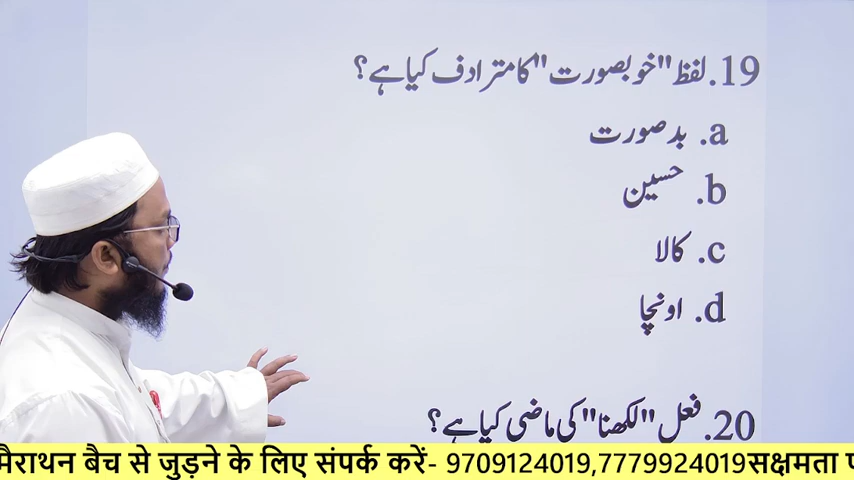 19. لفظ "خوبصورت" کا مترادف کیا ہے؟
a. بدصورت
b. حسین
c. کالا
d. اونچا
20. فعل "لکھنا" کی ماضی کیا ہے؟
मैराथन बैच से जुड़ने के लिए संपर्क करें- 9709124019,7779924019सक्षमता